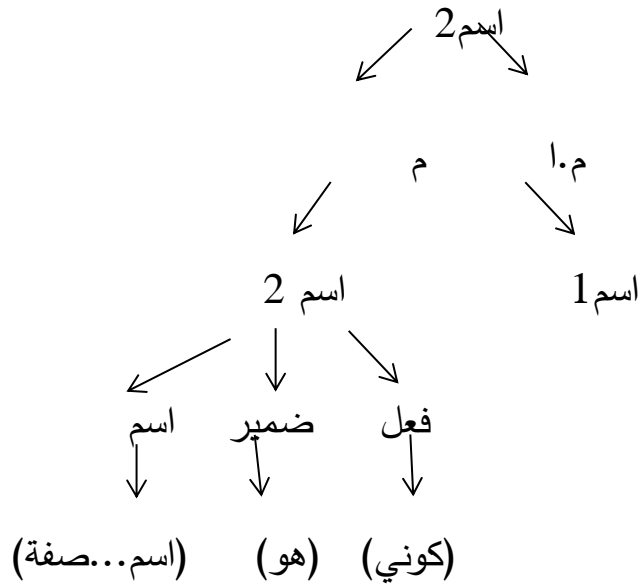 اسم2
م.ا م
اسم1 اسم 2
فعل ضمير اسم
(كوني) (هو) (اسم...صفة)